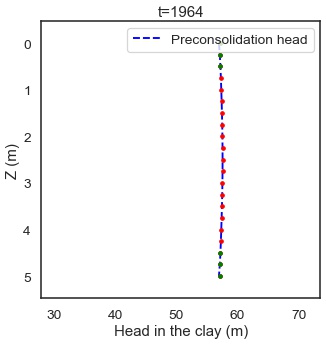 t=1964
Preconsolidation head
0
1
2
3
4
5
Z (m)
30 40 50 60 70
Head in the clay (m)